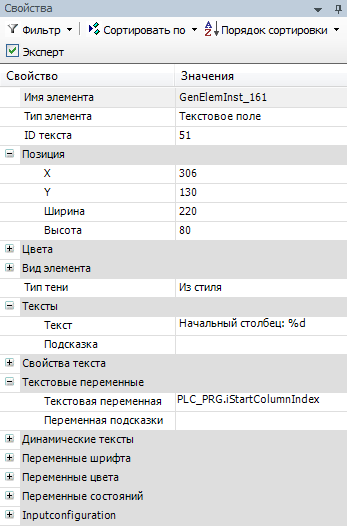 Свойства
Фильтр Сортировать по Порядок сортировки
Эксперт
Свойство Значения
Имя элемента GenElemInst_161
Тип элемента Текстовое поле
ID текста 51
Позиция
X 306
Y 130
Ширина 220
Высота 80
Цвета
Вид элемента
Тип тени Из стиля
Тексты
Текст Начальный столбец: %d
Подсказка
Свойства текста
Текстовые переменные
Текстовая переменная PLC_PRG.iStartColumnIndex
Переменная подсказки
Динамические тексты
Переменные шрифта
Переменные цвета
Переменные состояний
Inputconfiguration